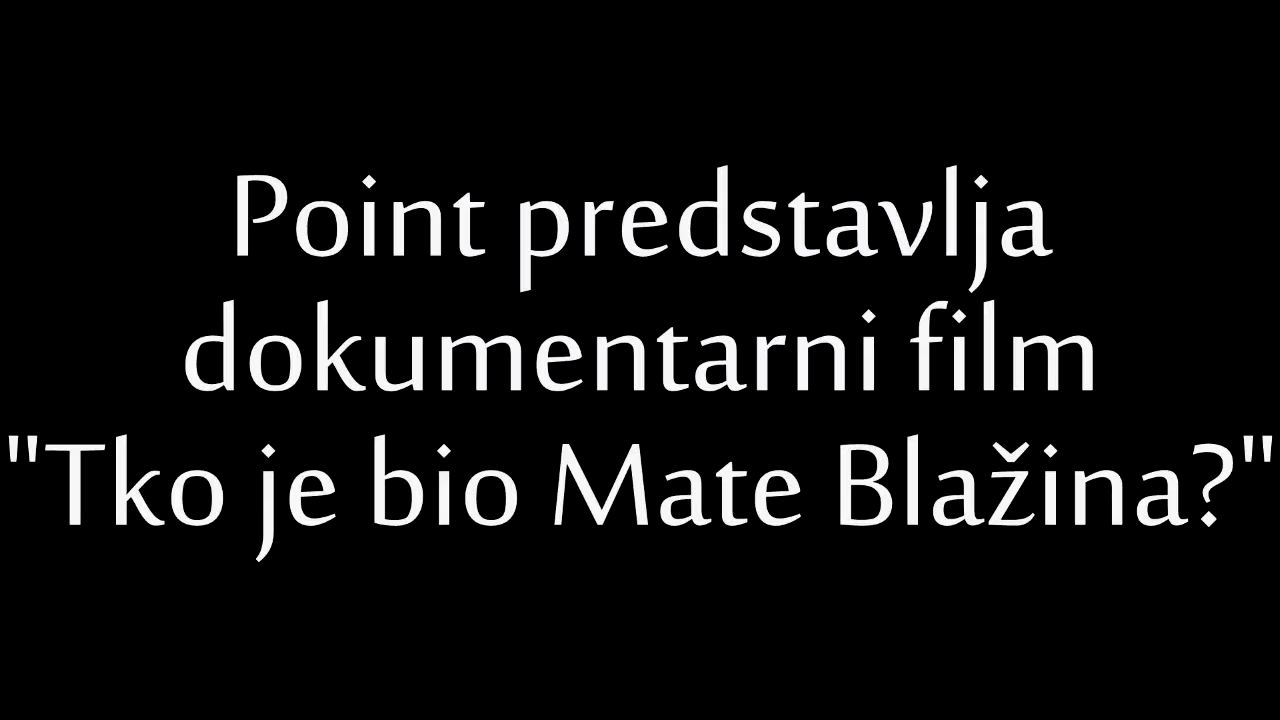 Point predstavlja
dokumentarni film
"Tko je bio Mate Blažina?"